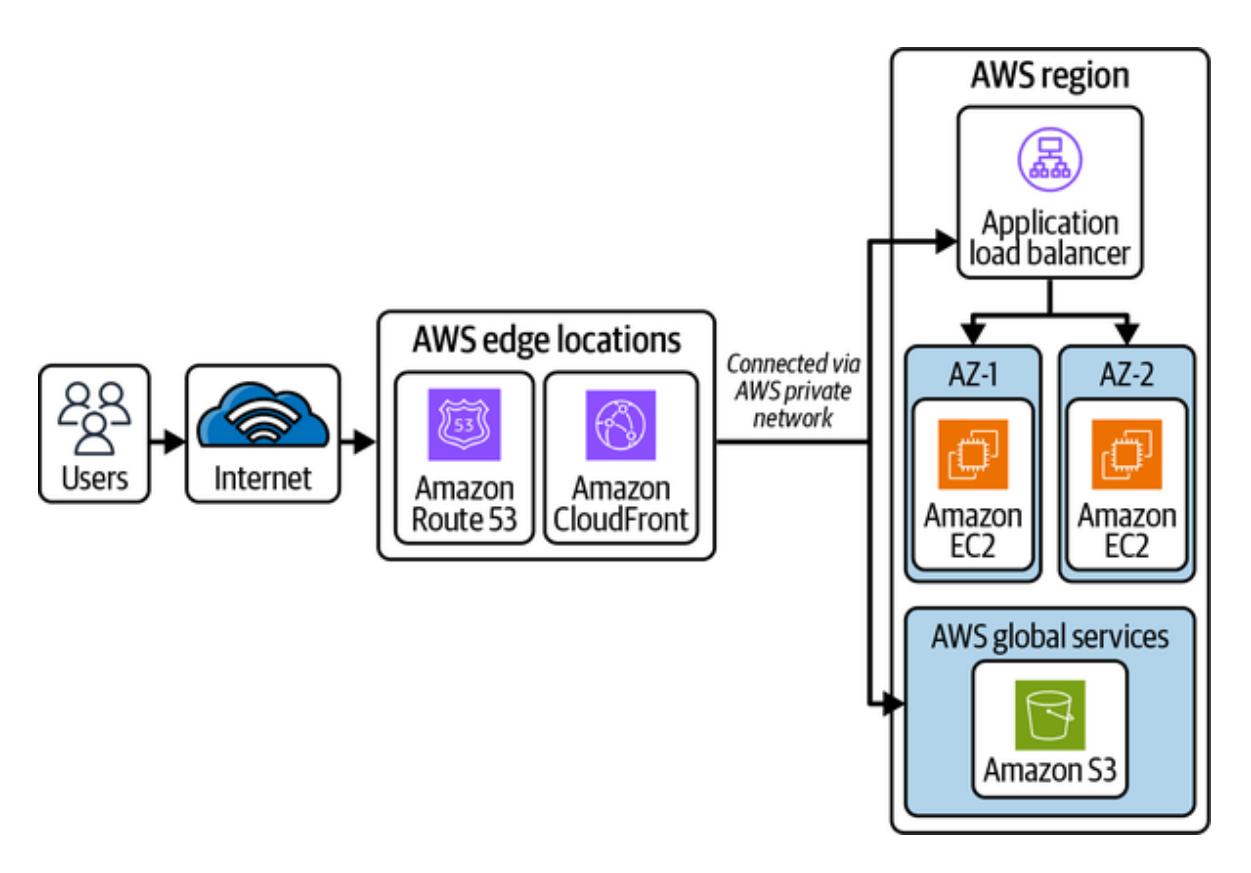 Users
Internet
AWS edge locations
53
Amazon
Route 53
Amazon
CloudFront
Connected via
AWS private
network
AWS region
Application
load balancer
AZ-1
Amazon
EC2
AZ-2
Amazon
EC2
AWS global services
Amazon S3